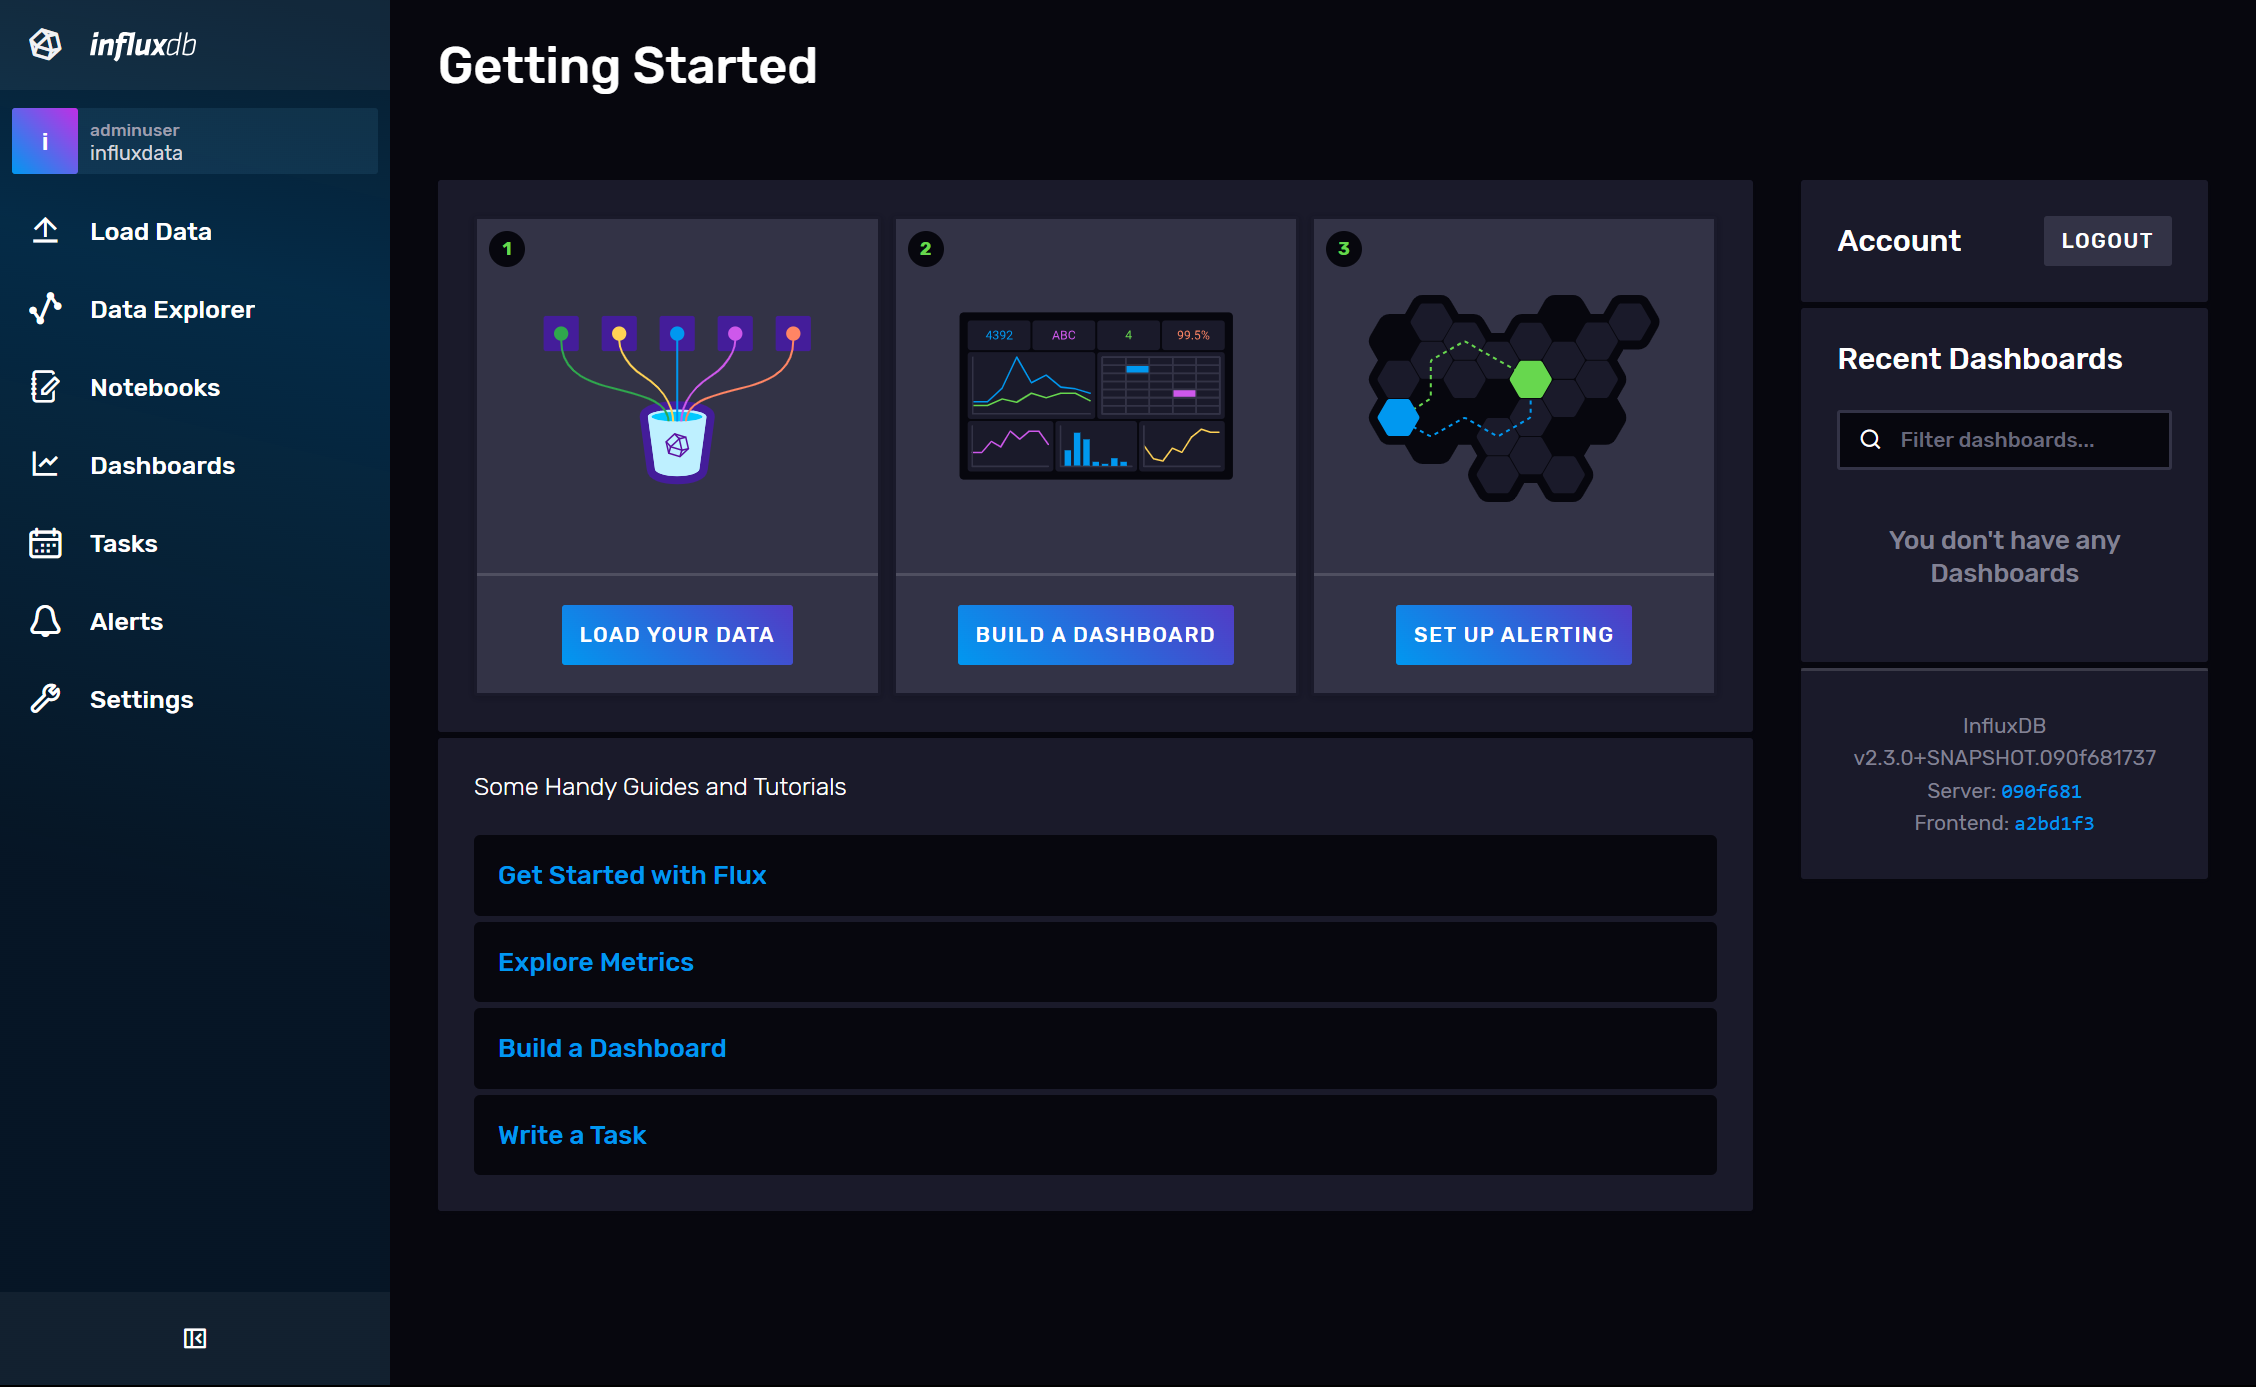 influxdb
i
adminuser
influxdata
Load Data
Data Explorer
Notebooks
Dashboards
Tasks
Alerts
Settings
Getting Started
1
LOAD YOUR DATA
2
4392
ABC
4
99.5%
BUILD A DASHBOARD
3
SET UP ALERTING
Some Handy Guides and Tutorials
Get Started with Flux
Explore Metrics
Build a Dashboard
Write a Task
Account
LOGOUT
Recent Dashboards
Filter dashboards...
You don't have any
Dashboards
InfluxDB
v2.3.0+SNAPSHOT.090f681737
Server: 090f681
Frontend: a2bd1f3